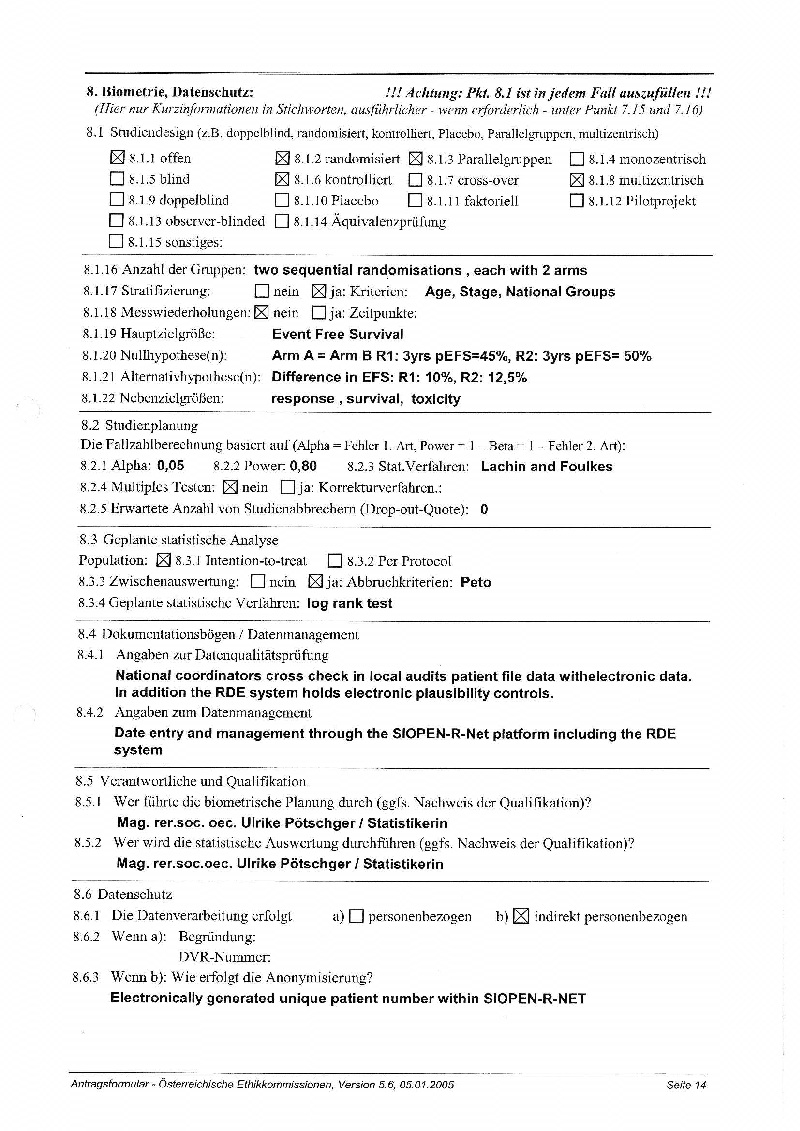 8. Biometrie, Datenschutz: !!! Achtung: Pkt. 8.1 ist in jedem Fall auszufüllen !!!
(Hier nur Kurzinformationen in Stichworten, ausführlicher - wenn erforderlich - unter Punkt 7.15 und 7.16)
8.1 Studiendesign (z.B. doppelblind, randomisiert, kontrolliert, Placebo, Parallelgruppen, multizentrisch)
☒ 8.1.1 offen ☒ 8.1.2 randomisiert ☒ 8.1.3 Parallelgruppen ☐ 8.1.4 monozentrisch
☐ 8.1.5 blind ☒ 8.1.6 kontrolliert ☐ 8.1.7 cross-over ☒ 8.1.8 multizentrisch
☐ 8.1.9 doppelblind ☐ 8.1.10 Placebo ☐ 8.1.11 faktoriell ☐ 8.1.12 Pilotprojekt
☐ 8.1.13 observer-blinded ☐ 8.1.14 Äquivalenzprüfung
☐ 8.1.15 sonstiges:
8.1.16 Anzahl der Gruppen: two sequential randomisations , each with 2 arms
8.1.17 Stratifizierung: ☐ nein ☒ ja: Kriterien: Age, Stage, National Groups
8.1.18 Messwiederholungen: ☒ nein ☐ ja: Zeitpunkte:
8.1.19 Hauptzielgröße: Event Free Survival
8.1.20 Nullhypothese(n): Arm A = Arm B R1: 3yrs pEFS=45%, R2: 3yrs pEFS= 50%
8.1.21 Alternativhypothese(n): Difference in EFS: R1: 10%, R2: 12,5%
8.1.22 Nebenzielgrößen: response , survival, toxicity
8.2 Studienplanung
Die Fallzahlberechnung basiert auf (Alpha = Fehler 1. Art, Power = 1 – Beta = 1 – Fehler 2. Art):
8.2.1 Alpha: 0,05 8.2.2 Power: 0,80 8.2.3 Stat.Verfahren: Lachin and Foulkes
8.2.4 Multiples Testen: ☒ nein ☐ ja: Korrekturverfahren.:
8.2.5 Erwartete Anzahl von Studienabbrechern (Drop-out-Quote): 0
8.3 Geplante statistische Analyse
Population: ☒ 8.3.1 Intention-to-treat ☐ 8.3.2 Per Protocol
8.3.3 Zwischenauswertung: ☐ nein ☒ ja: Abbruchkriterien: Peto
8.3.4 Geplante statistische Verfahren: log rank test
8.4 Dokumentationsbögen / Datenmanagement
8.4.1 Angaben zur Datenqualitätsprüfung
National coordinators cross check in local audits patient file data withelectronic data.
In addition the RDE system holds electronic plausibility controls.
8.4.2 Angaben zum Datenmanagement
Date entry and management through the SIOPEN-R-Net platform including the RDE
system
8.5 Verantwortliche und Qualifikation
8.5.1 Wer führte die biometrische Planung durch (ggfs. Nachweis der Qualifikation)?
Mag. rer.soc. oec. Ulrike Pötschger / Statistikerin
8.5.2 Wer wird die statistische Auswertung durchführen (ggfs. Nachweis der Qualifikation)?
Mag. rer.soc.oec. Ulrike Pötschger / Statistikerin
8.6 Datenschutz
8.6.1 Die Datenverarbeitung erfolgt a) ☐ personenbezogen b) ☒ indirekt personenbezogen
8.6.2 Wenn a): Begründung:
DVR-Nummer:
8.6.3 Wenn b): Wie erfolgt die Anonymisierung?
Electronically generated unique patient number within SIOPEN-R-NET
Antragsformular - Österreichische Ethikkommissionen, Version 5.6, 05.01.2005 Seite 14